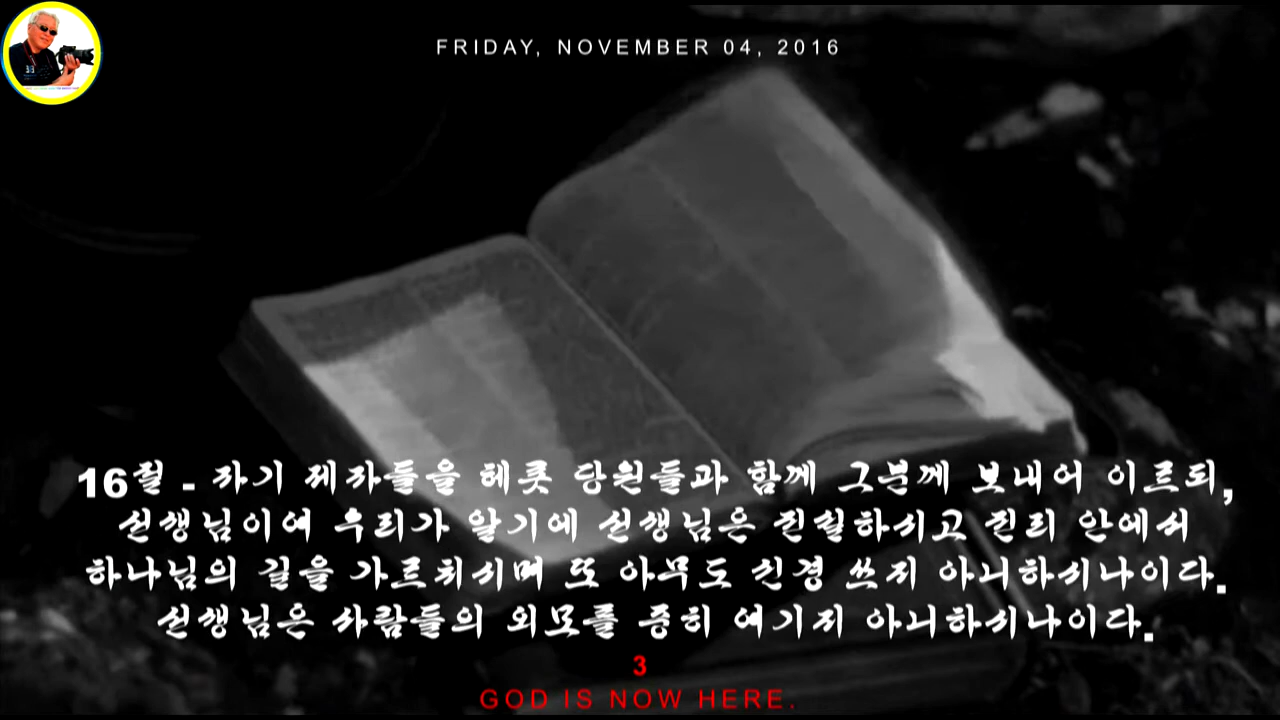 FRIDAY, NOVEMBER 04, 2016
16절 - 자기 제자들을 헤롯 당원들과 함께 그분께 보내어 이르되,
선생님이여 우리가 알기에 선생님은 진실하시고 진리 안에서
하나님의 길을 가르치시며 또 아무도 신경 쓰지 아니하시나이다.
선생님은 사람들의 외모를 중히 여기지 아니하시나이다.
3
GOD IS NOW HERE.